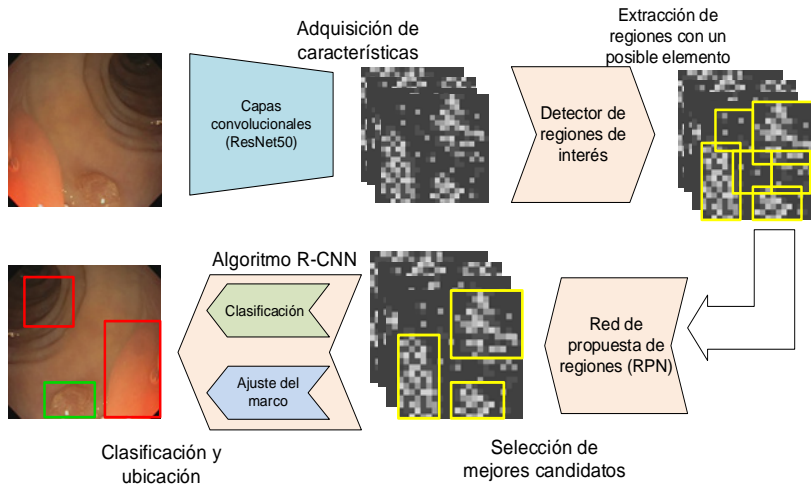 Adquisición de
características
Extracción de
regiones con un
posible elemento
Capas
convolucionales
(ResNet50)
Detector de
regiones de
interés
Algoritmo R-CNN
Clasificación
Ajuste del
marco
Red de
propuesta de
regiones (RPN)
Clasificación y
ubicación
Selección de
mejores candidatos